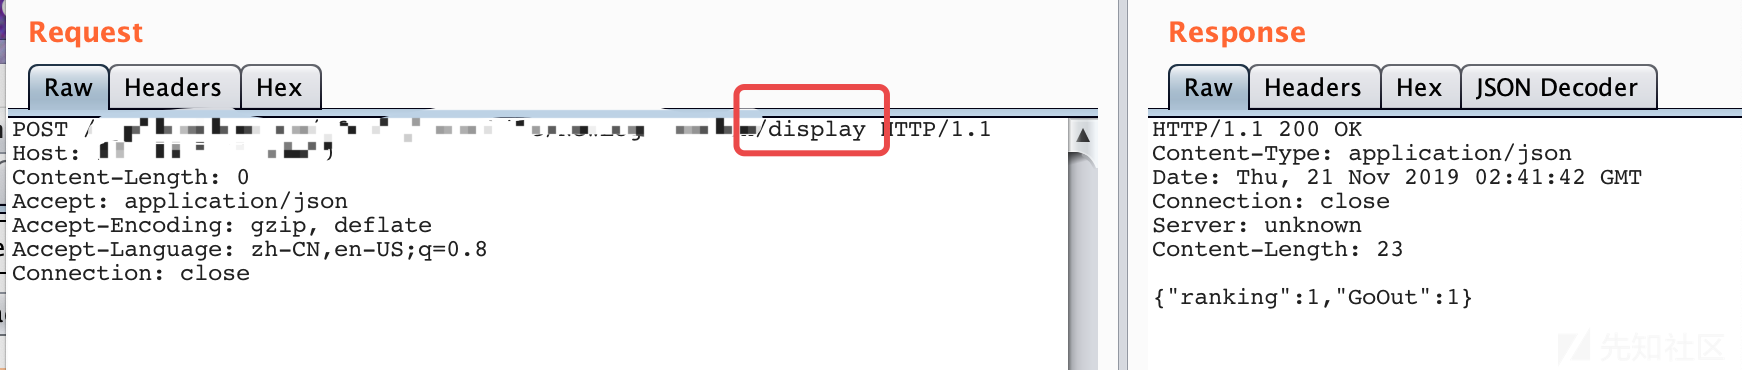 Request
Raw Headers Hex
POST / /display HTTP/1.1
Host:
Content-Length: 0
Accept: application/json
Accept-Encoding: gzip, deflate
Accept-Language: zh-CN,en-US;q=0.8
Connection: close
Response
Raw Headers Hex JSON Decoder
HTTP/1.1 200 OK
Content-Type: application/json
Date: Thu, 21 Nov 2019 02:41:42 GMT
Connection: close
Server: unknown
Content-Length: 23
{"ranking":1,"GoOut":1}
先知社区